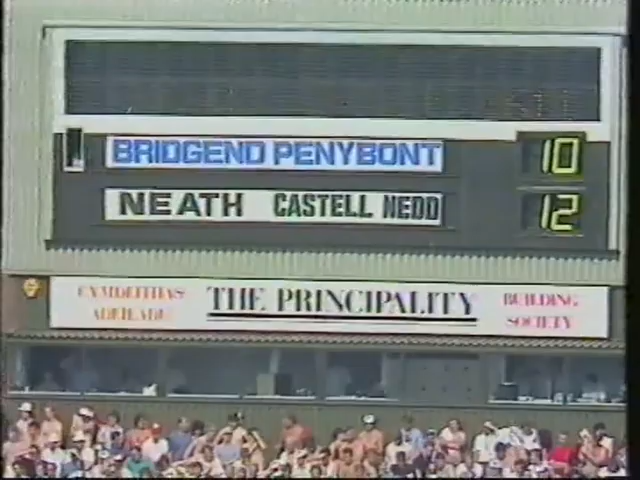 BRIDGEND PENYBONT 10
NEATH CASTELL NEDD 12
CYMDEITHAS ADEILADU
THE PRINCIPALITY
BUILDING SOCIETY